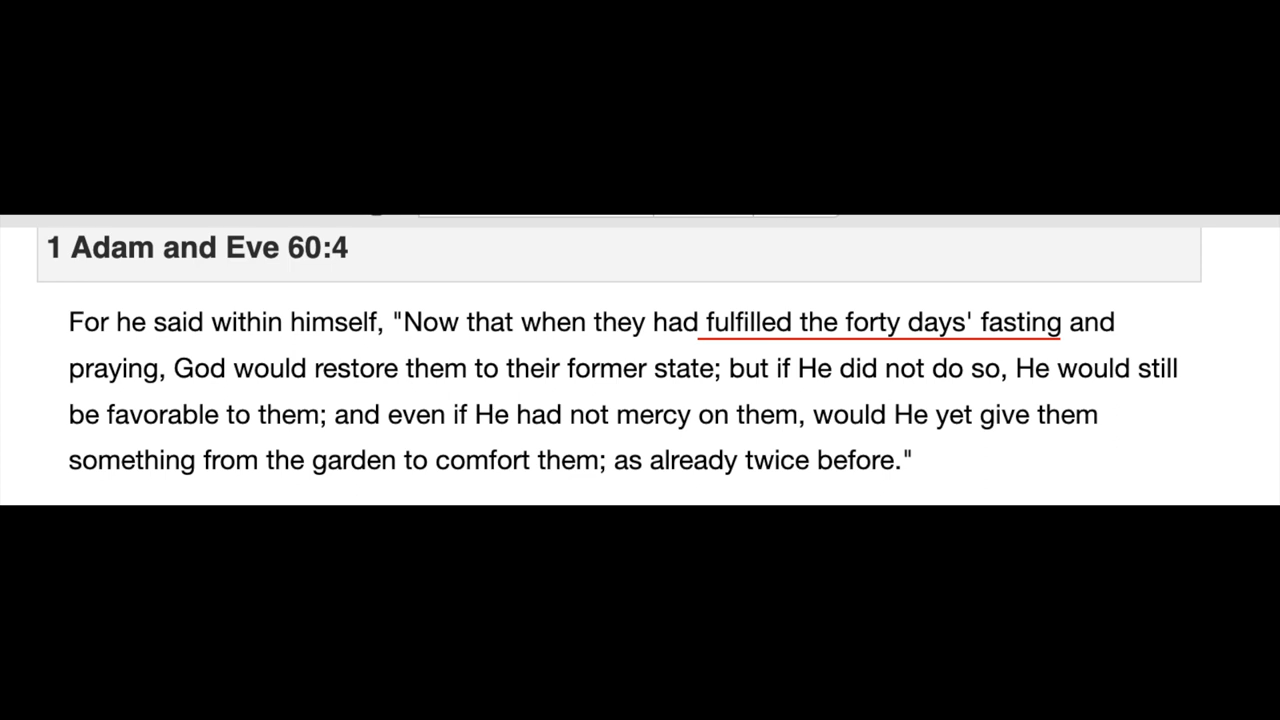 1 Adam and Eve 60:4
For he said within himself, "Now that when they had fulfilled the forty days' fasting and
praying, God would restore them to their former state; but if He did not do so, He would still
be favorable to them; and even if He had not mercy on them, would He yet give them
something from the garden to comfort them; as already twice before."